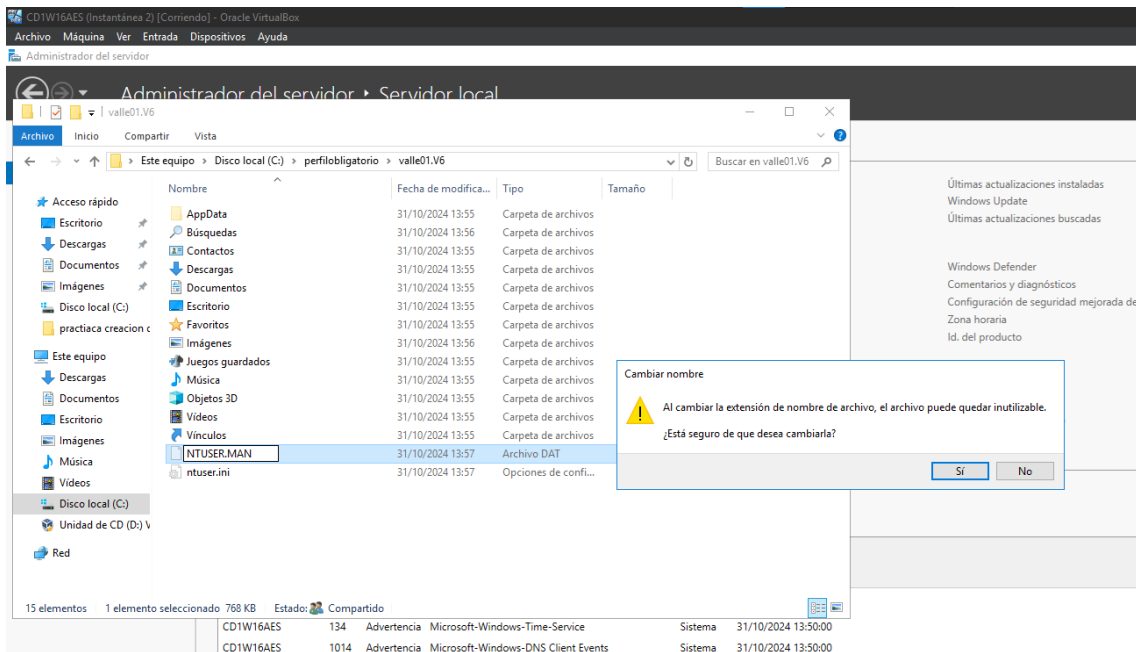 CD1W16AES (Instantánea 2) [Corriendo] - Oracle VirtualBox
Archivo Máquina Ver Entrada Dispositivos Ayuda
Administrador del servidor
Administrador del servidor Servidor local
valle01.V6
Archivo Inicio Compartir Vista
Este equipo > Disco local (C:) > perfilobligatorio > valle01.V6
Buscar en valle01.V6
Nombre Fecha de modifica... Tipo Tamaño
Acceso rápido
Escritorio
Descargas
Documentos
Imágenes
Disco local (C:)
practiaca creacion c
Este equipo
Descargas
Documentos
Escritorio
Imágenes
Música
Vídeos
Disco local (C:)
Unidad de CD (D:) V
Red
AppData 31/10/2024 13:55 Carpeta de archivos
Búsquedas 31/10/2024 13:56 Carpeta de archivos
Contactos 31/10/2024 13:55 Carpeta de archivos
Descargas 31/10/2024 13:55 Carpeta de archivos
Documentos 31/10/2024 13:55 Carpeta de archivos
Escritorio 31/10/2024 13:55 Carpeta de archivos
Favoritos 31/10/2024 13:55 Carpeta de archivos
Imágenes 31/10/2024 13:56 Carpeta de archivos
Juegos guardados 31/10/2024 13:55 Carpeta de archivos
Música 31/10/2024 13:55 Carpeta de archivos
Objetos 3D 31/10/2024 13:55 Carpeta de archivos
Vídeos 31/10/2024 13:55 Carpeta de archivos
Vínculos 31/10/2024 13:55 Carpeta de archivos
NTUSER.MAN 31/10/2024 13:57 Archivo DAT
ntuser.ini 31/10/2024 13:57 Opciones de confi...
15 elementos 1 elemento seleccionado 768 KB Estado: Compartido
Últimas actualizaciones instaladas
Windows Update
Últimas actualizaciones buscadas
Windows Defender
Comentarios y diagnósticos
Configuración de seguridad mejorada de
Zona horaria
Id. del producto
Cambiar nombre
Al cambiar la extensión de nombre de archivo, el archivo puede quedar inutilizable.
¿Está seguro de que desea cambiarla?
Sí No
CD1W16AES 134 Advertencia Microsoft-Windows-Time-Service Sistema 31/10/2024 13:50:00
CD1W16AES 1014 Advertencia Microsoft-Windows-DNS Client Events Sistema 31/10/2024 13:50:00